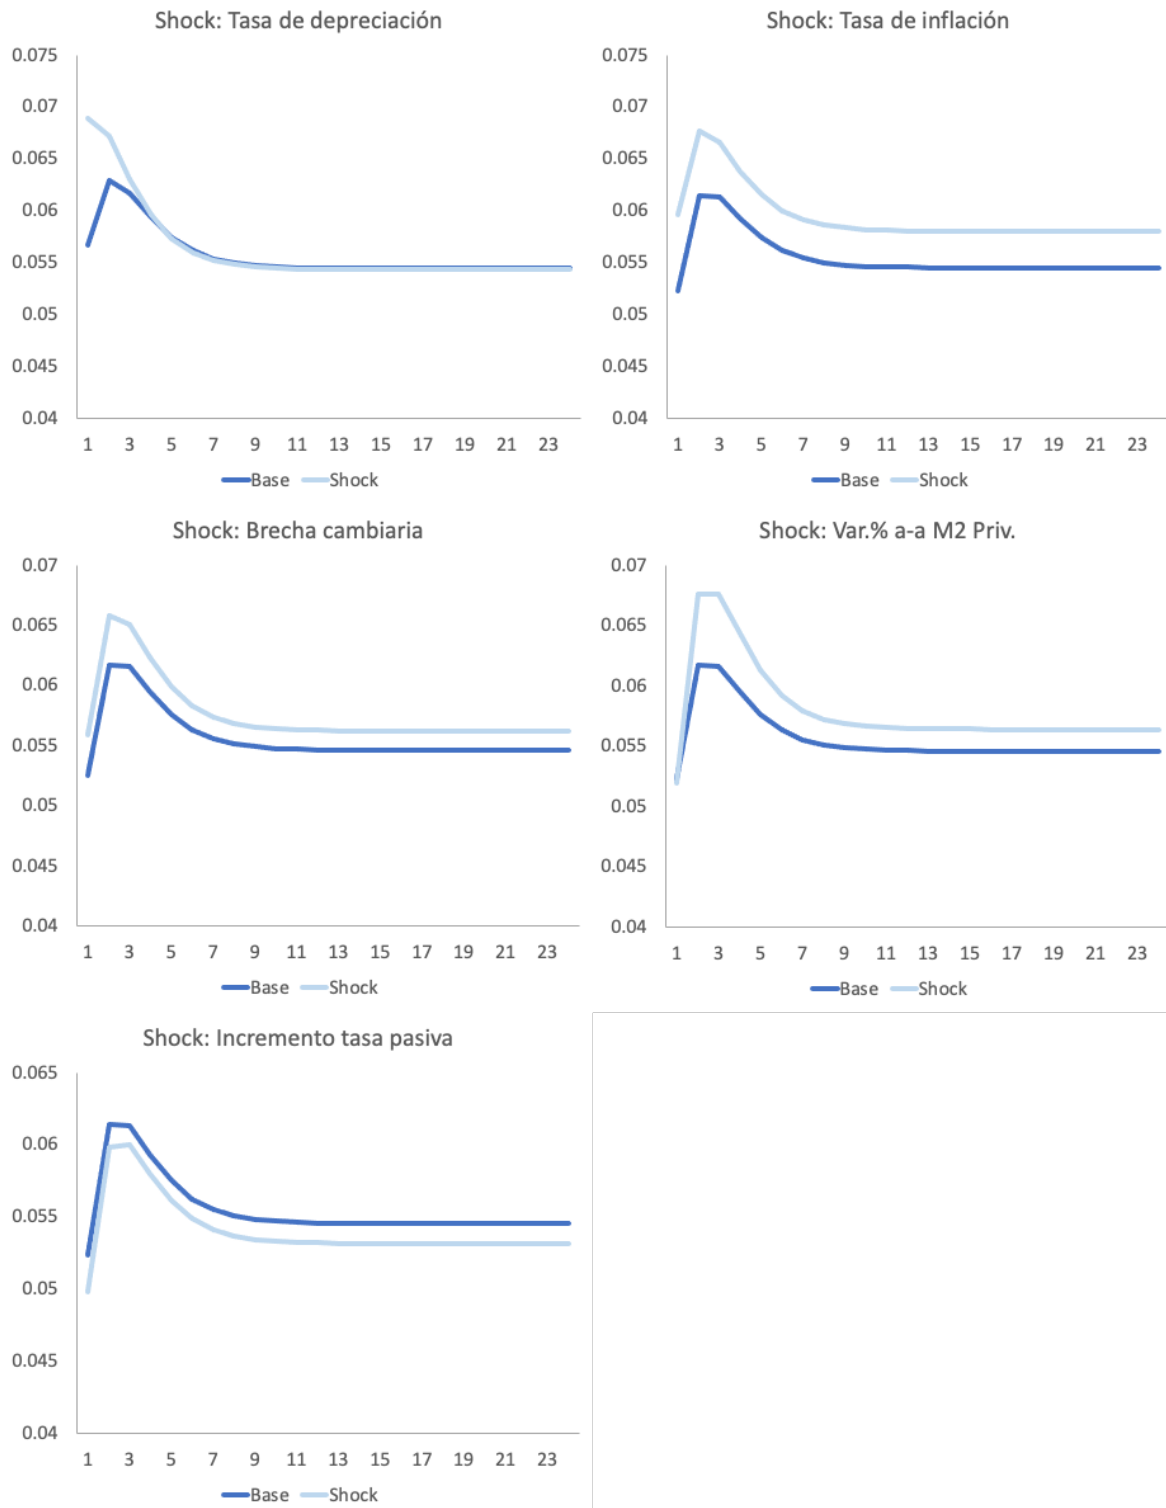 Shock: Tasa de depreciación
0.075
0.07
0.065
0.06
0.055
0.05
0.045
0.04
1 3 5 7 9 11 13 15 17 19 21 23
Base Shock
Shock: Tasa de inflación
0.075
0.07
0.065
0.06
0.055
0.05
0.045
0.04
1 3 5 7 9 11 13 15 17 19 21 23
Base Shock
Shock: Brecha cambiaria
0.07
0.065
0.06
0.055
0.05
0.045
0.04
1 3 5 7 9 11 13 15 17 19 21 23
Base Shock
Shock: Var.% a-a M2 Priv.
0.07
0.065
0.06
0.055
0.05
0.045
0.04
1 3 5 7 9 11 13 15 17 19 21 23
Base Shock
Shock: Incremento tasa pasiva
0.065
0.06
0.055
0.05
0.045
0.04
1 3 5 7 9 11 13 15 17 19 21 23
Base Shock